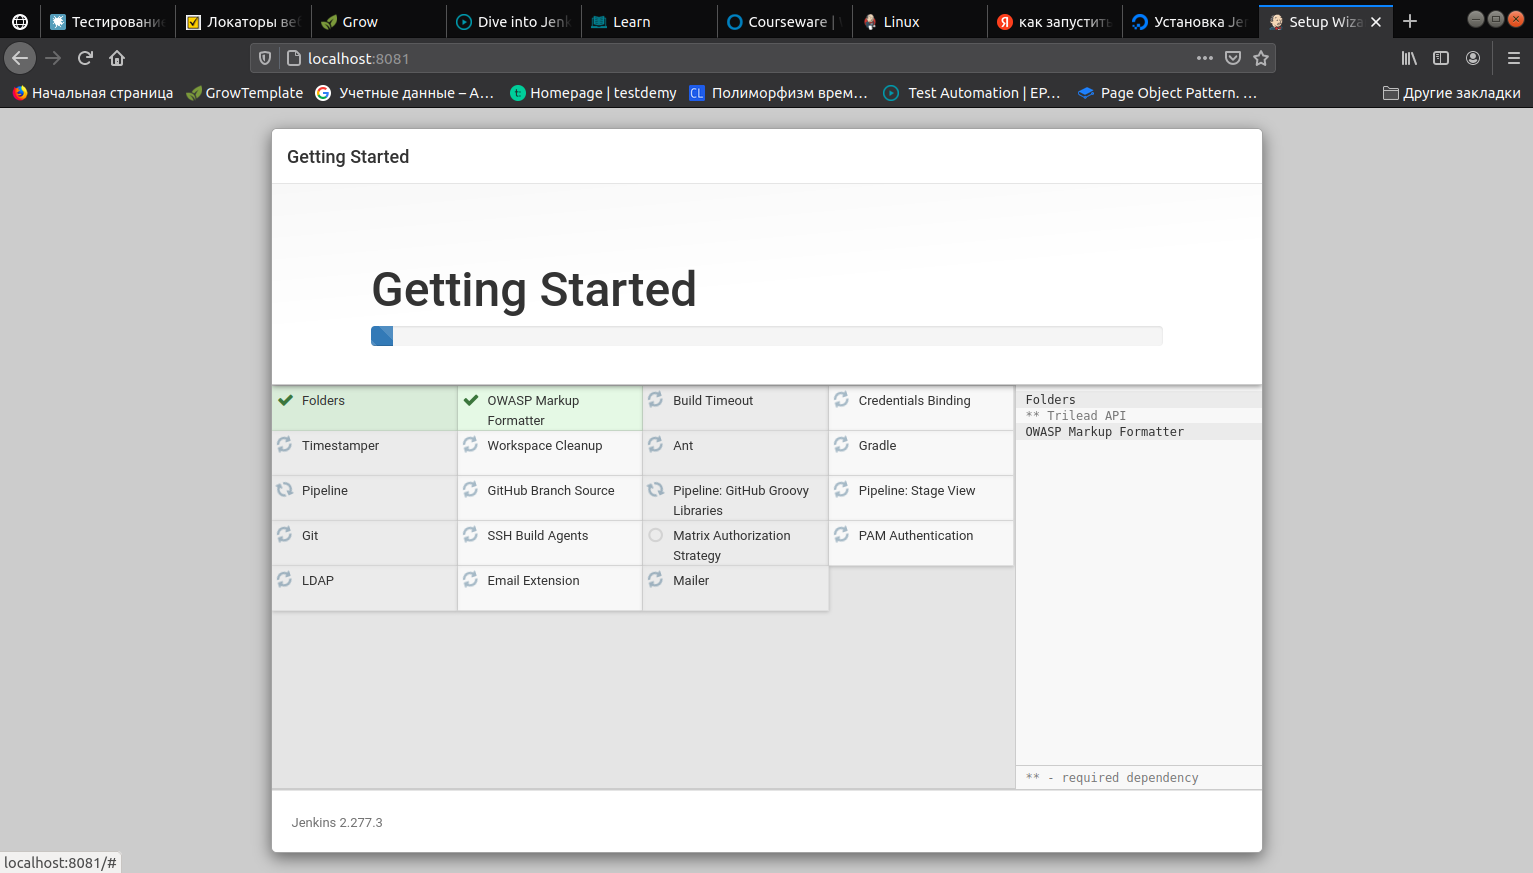 Тестировани
Локаторы ве
Grow
Dive into Jenk
Learn
Courseware |
Linux
как запустить
Установка Jen
Setup Wiza
localhost:8081
Начальная страница
GrowTemplate
Учетные данные – A...
Homepage | testdemy
CL
Полиморфизм врем...
Test Automation | EP...
Page Object Pattern. ...
Другие закладки
Getting Started
Getting Started
Folders
OWASP Markup
Formatter
Build Timeout
Credentials Binding
Timestamper
Workspace Cleanup
Ant
Gradle
Pipeline
GitHub Branch Source
Pipeline: GitHub Groovy
Libraries
Pipeline: Stage View
Git
SSH Build Agents
Matrix Authorization
Strategy
PAM Authentication
LDAP
Email Extension
Mailer
Folders
** Trilead API
OWASP Markup Formatter
** - required dependency
Jenkins 2.277.3
localhost:8081/#